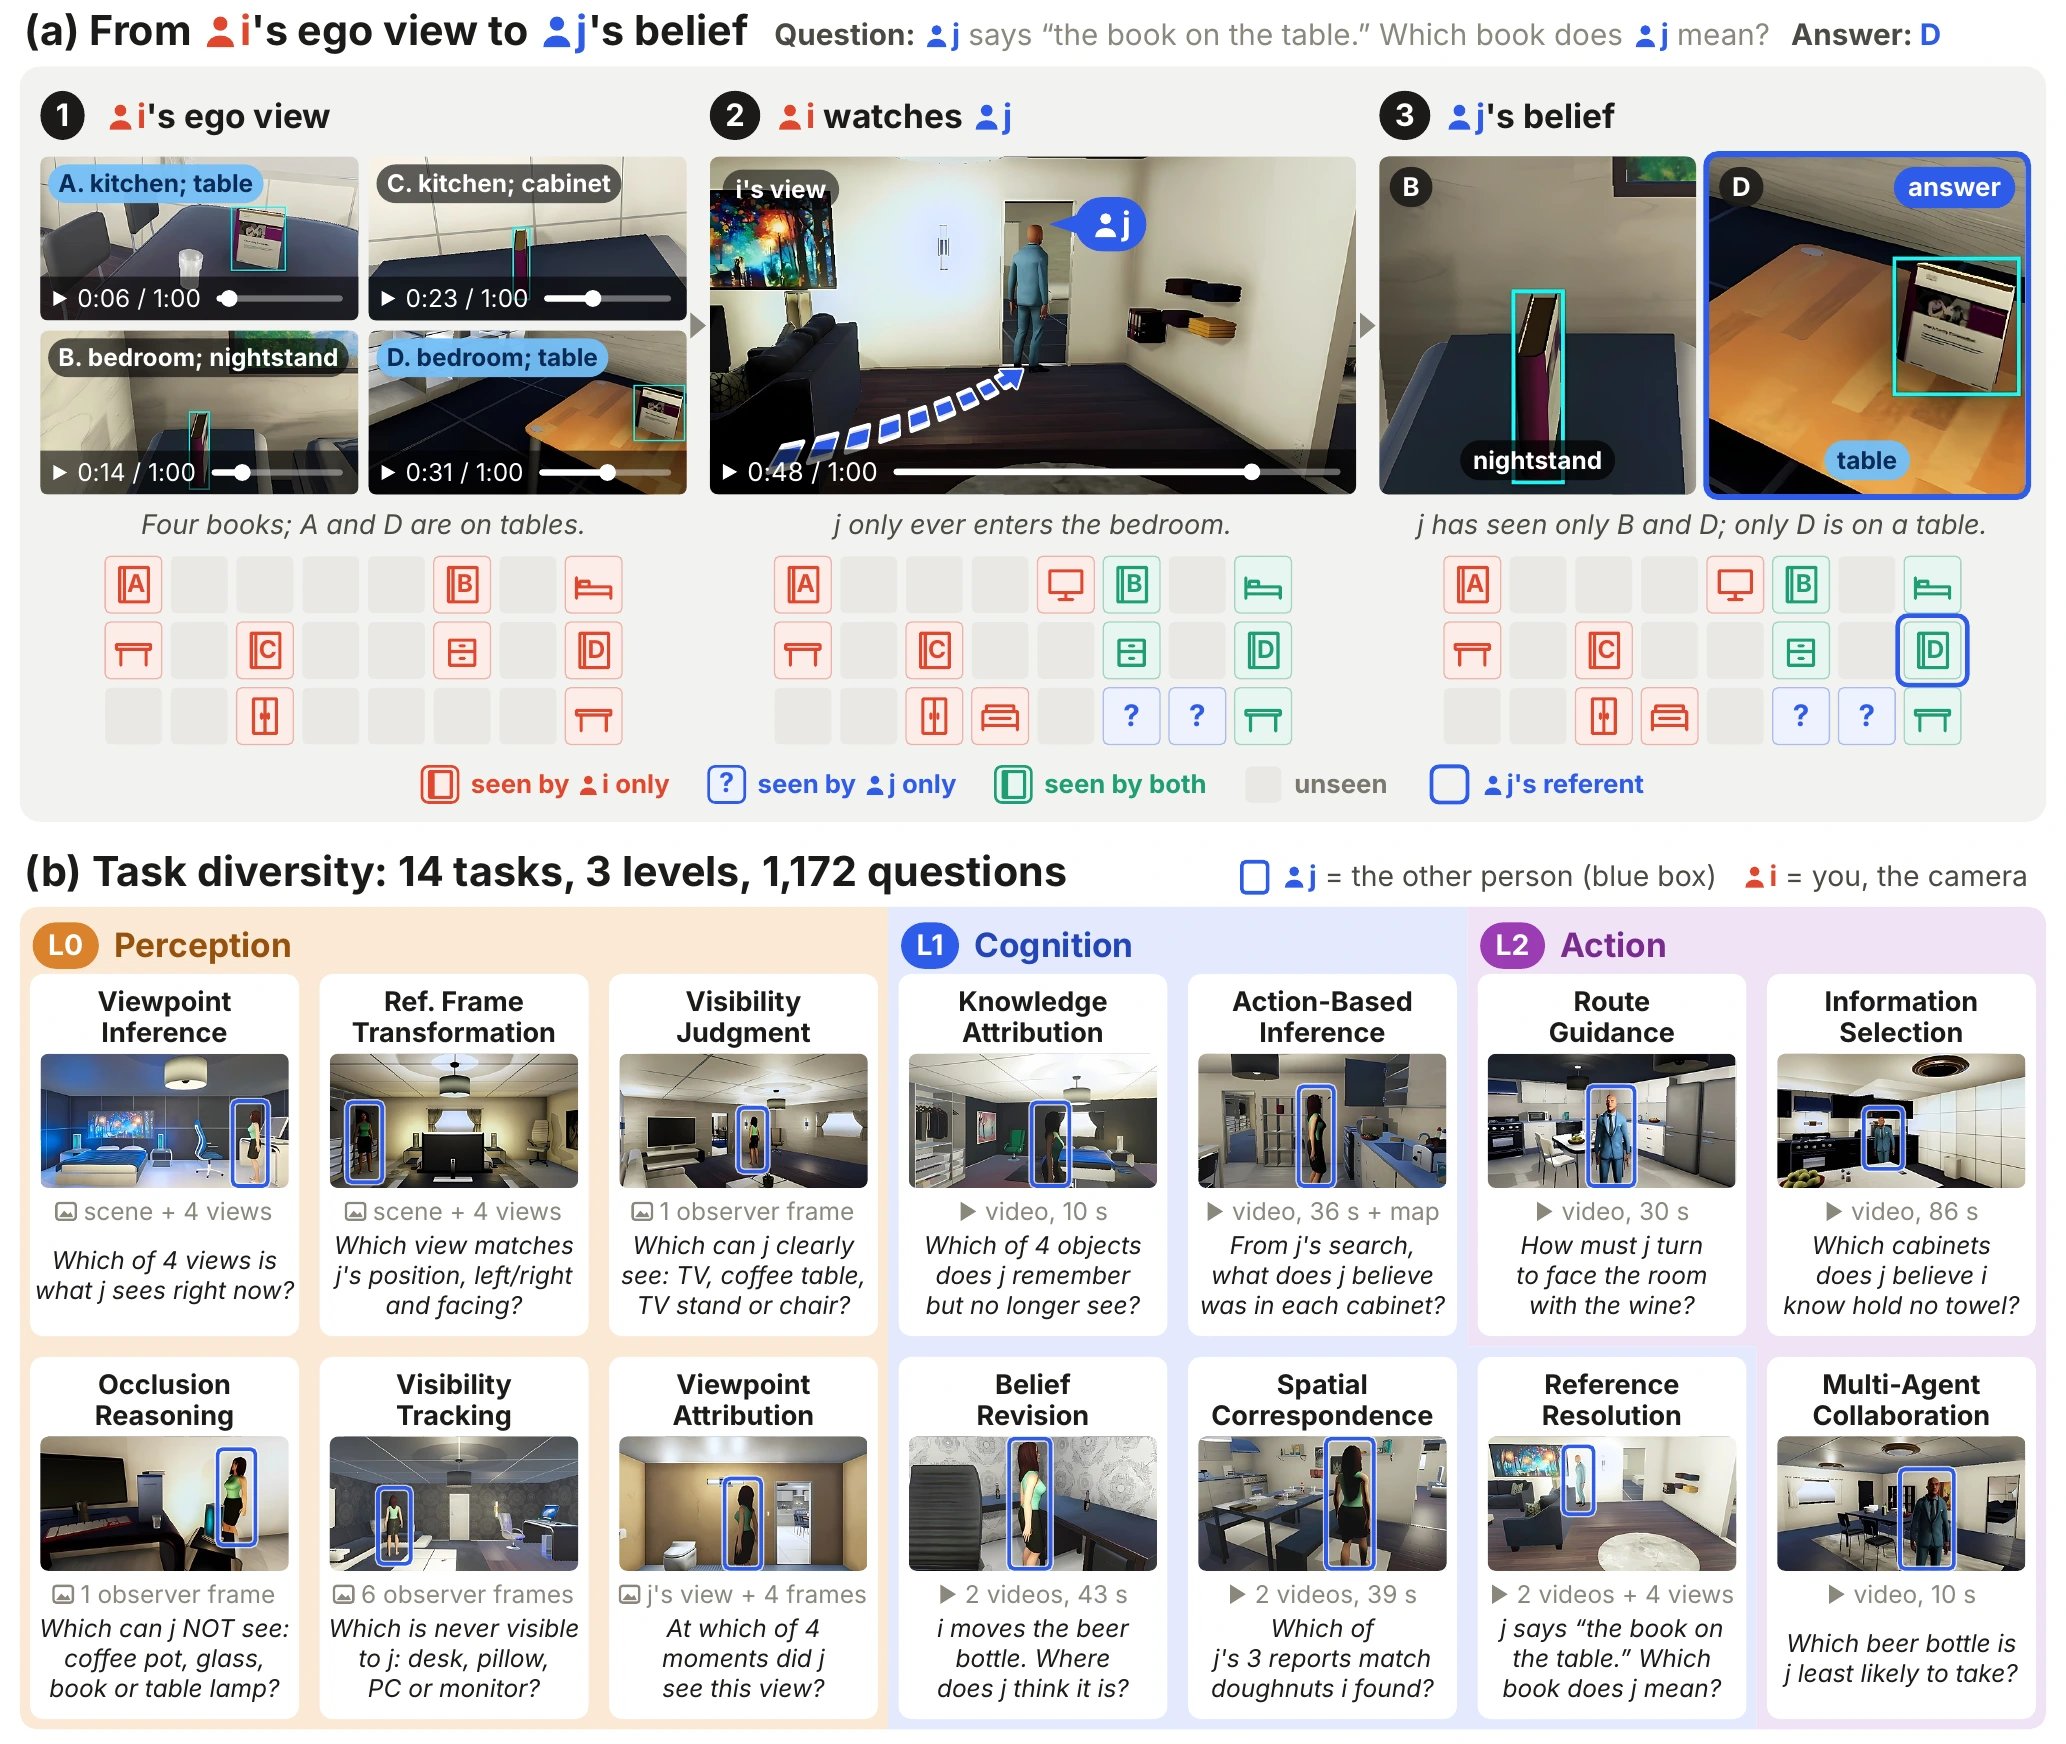 (a) From i's ego view to j's belief
Question: j says “the book on the table.” Which book does j mean? Answer: D
1 i's ego view
A. kitchen; table
0:06 / 1:00
C. kitchen; cabinet
0:23 / 1:00
B. bedroom; nightstand
0:14 / 1:00
D. bedroom; table
0:31 / 1:00
Four books; A and D are on tables.
2 i watches j
i's view
j
0:48 / 1:00
j only ever enters the bedroom.
3 j's belief
B
nightstand
D
answer
table
j has seen only B and D; only D is on a table.
A B
C D
A B
C D
? ?
A B
C D
? ?
seen by i only
? seen by j only
seen by both
unseen
j's referent
(b) Task diversity: 14 tasks, 3 levels, 1,172 questions
j = the other person (blue box)
i = you, the camera
L0 Perception
L1 Cognition
L2 Action
Viewpoint
Inference
scene + 4 views
Which of 4 views is
what j sees right now?
Ref. Frame
Transformation
scene + 4 views
Which view matches
j's position, left/right
and facing?
Visibility
Judgment
1 observer frame
Which can j clearly
see: TV, coffee table,
TV stand or chair?
Knowledge
Attribution
video, 10 s
Which of 4 objects
does j remember
but no longer see?
Action-Based
Inference
video, 36 s + map
From j's search,
what does j believe
was in each cabinet?
Route
Guidance
video, 30 s
How must j turn
to face the room
with the wine?
Information
Selection
video, 86 s
Which cabinets
does j believe i
know hold no towel?
Occlusion
Reasoning
1 observer frame
Which can j NOT see:
coffee pot, glass,
book or table lamp?
Visibility
Tracking
6 observer frames
Which is never visible
to j: desk, pillow,
PC or monitor?
Viewpoint
Attribution
j's view + 4 frames
At which of 4
moments did j
see this view?
Belief
Revision
2 videos, 43 s
i moves the beer
bottle. Where
does j think it is?
Spatial
Correspondence
2 videos, 39 s
Which of
j's 3 reports match
doughnuts i found?
Reference
Resolution
2 videos + 4 views
j says “the book on
the table.” Which
book does j mean?
Multi-Agent
Collaboration
video, 10 s
Which beer bottle is
j least likely to take?